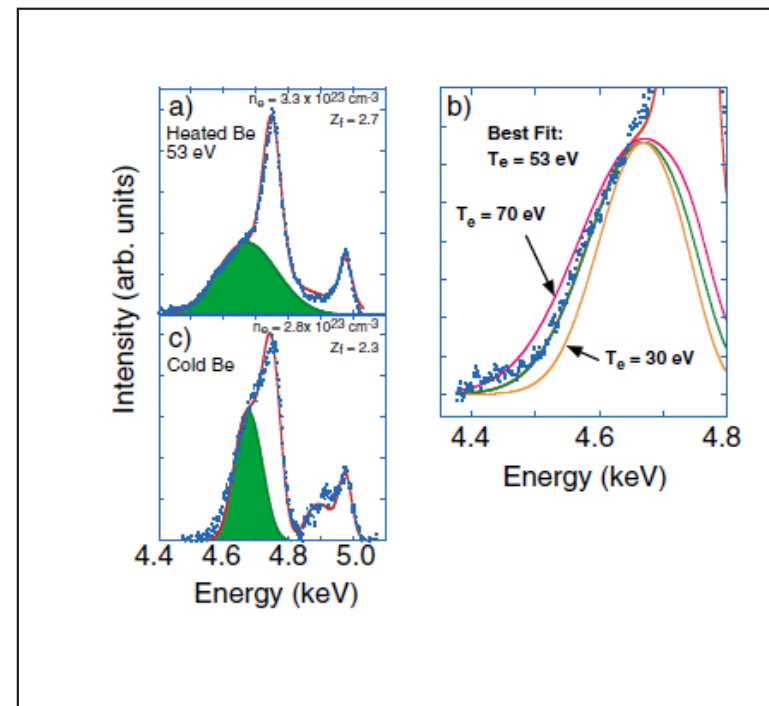 a)
nₑ = 3.3 x 10²³ cm⁻³
Z_f = 2.7
Heated Be
53 eV
c)
nₑ = 2.8x 10²³ cm⁻³
Z_f = 2.3
Cold Be
Intensity (arb. units)
4.4 4.6 4.8 5.0
Energy (keV)
b)
Best Fit:
Tₑ = 53 eV
Tₑ = 70 eV
Tₑ = 30 eV
4.4 4.6 4.8
Energy (keV)